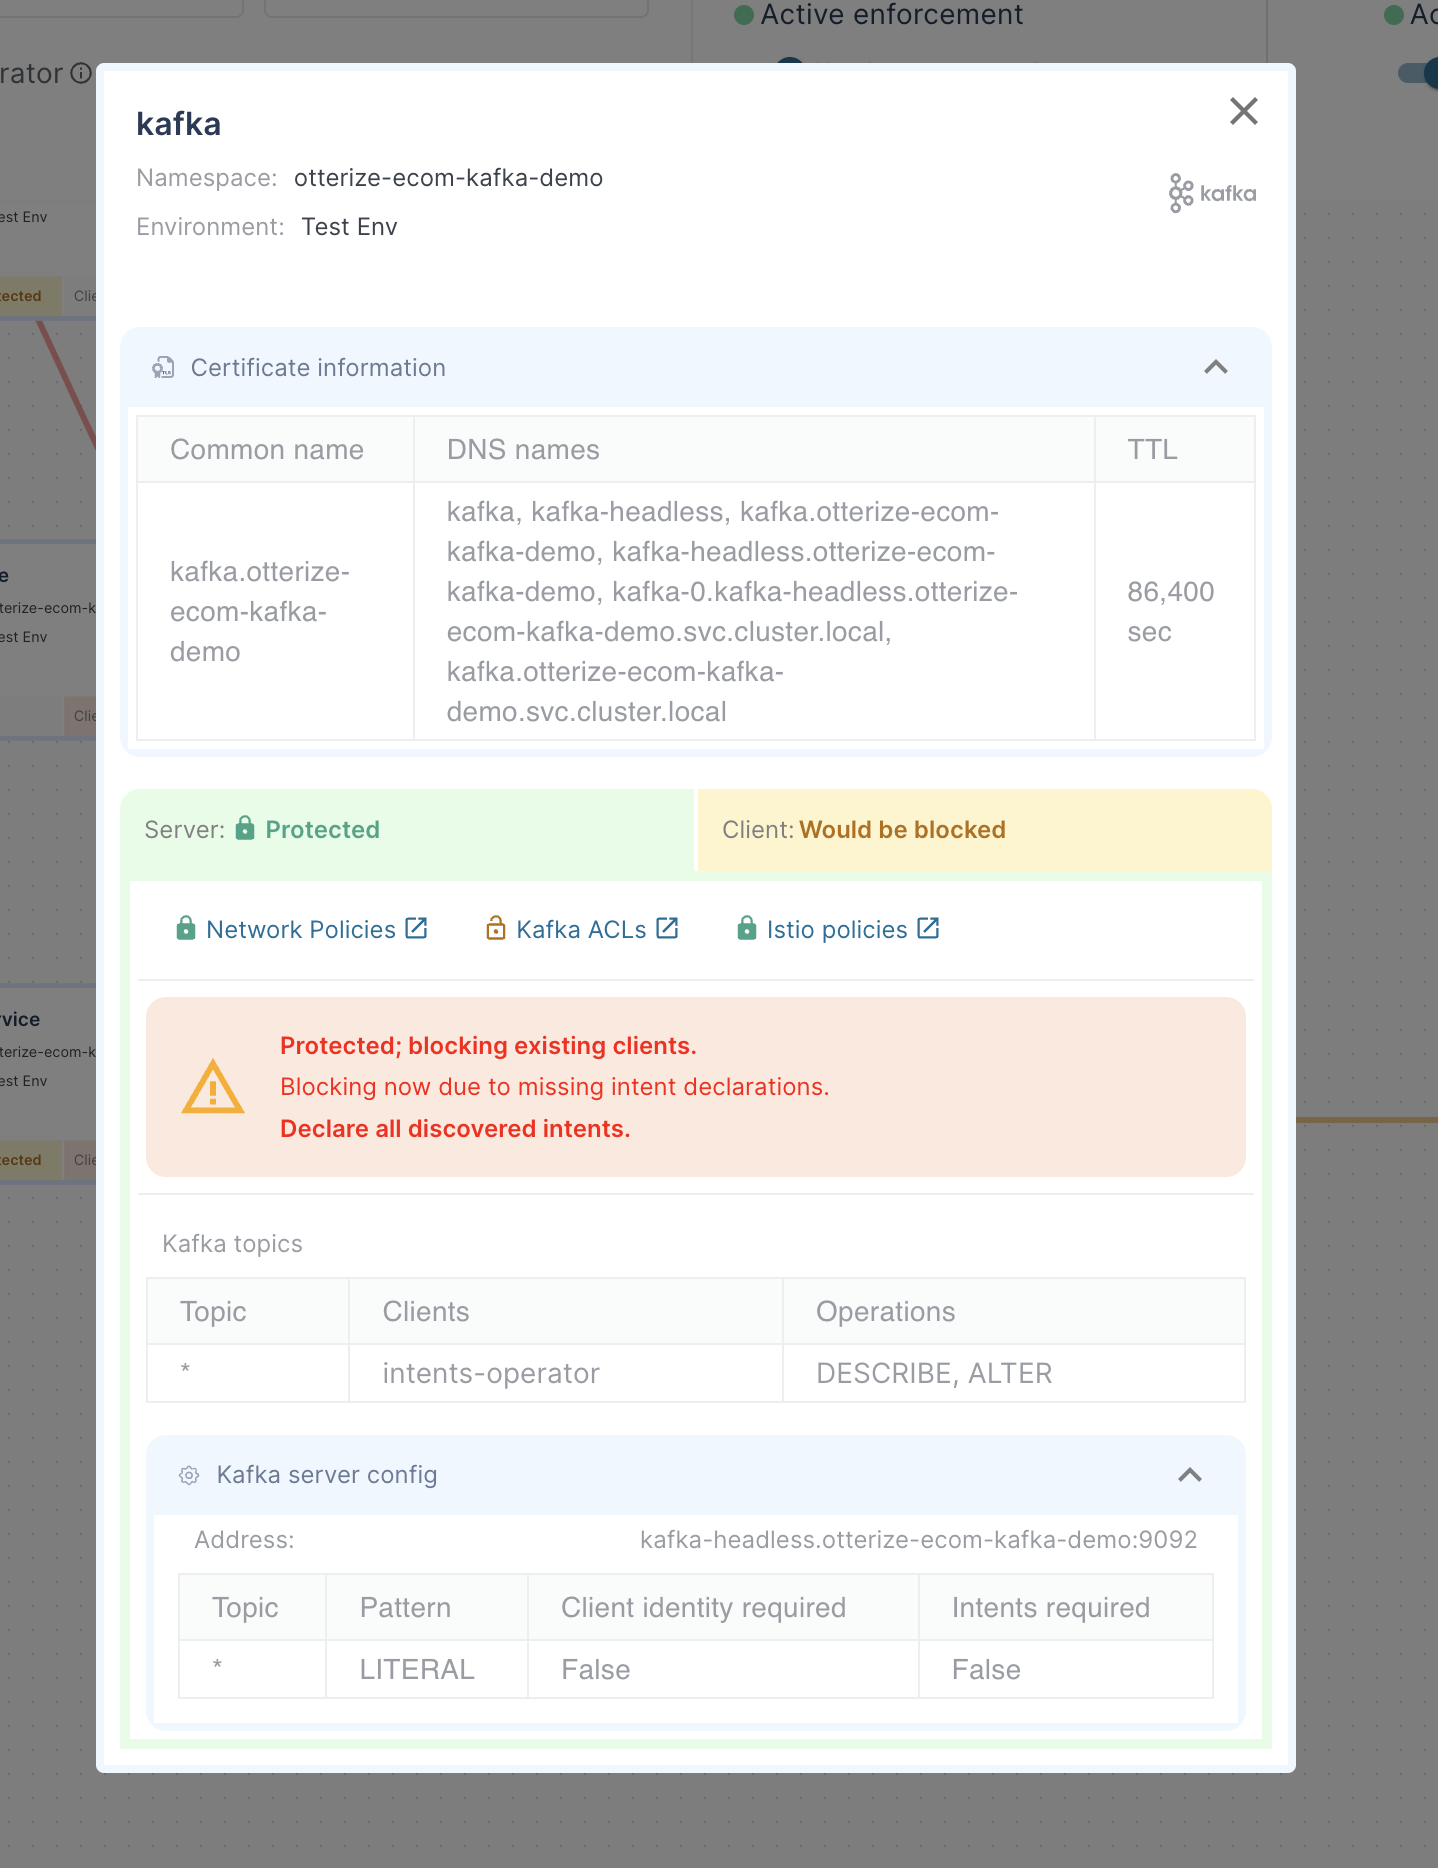 Active enforcement
rator
kafka
Namespace: otterize-ecom-kafka-demo
kafka
Environment: Test Env
est Env
ected
Certificate information
Common name
DNS names
TTL
kafka.otterize-
ecom-kafka-
demo
kafka, kafka-headless, kafka.otterize-ecom-
kafka-demo, kafka-headless.otterize-ecom-
kafka-demo, kafka-0.kafka-headless.otterize-
ecom-kafka-demo.svc.cluster.local,
kafka.otterize-ecom-kafka-
demo.svc.cluster.local
86,400
sec
e
terize-ecom-k
est Env
Server: Protected
Client: Would be blocked
Network Policies
Kafka ACLs
Istio policies
Protected; blocking existing clients.
Blocking now due to missing intent declarations.
Declare all discovered intents.
vice
terize-ecom-k
est Env
ected
Kafka topics
Topic
Clients
Operations
*
intents-operator
DESCRIBE, ALTER
Kafka server config
Address:
kafka-headless.otterize-ecom-kafka-demo:9092
Topic
Pattern
Client identity required
Intents required
*
LITERAL
False
False